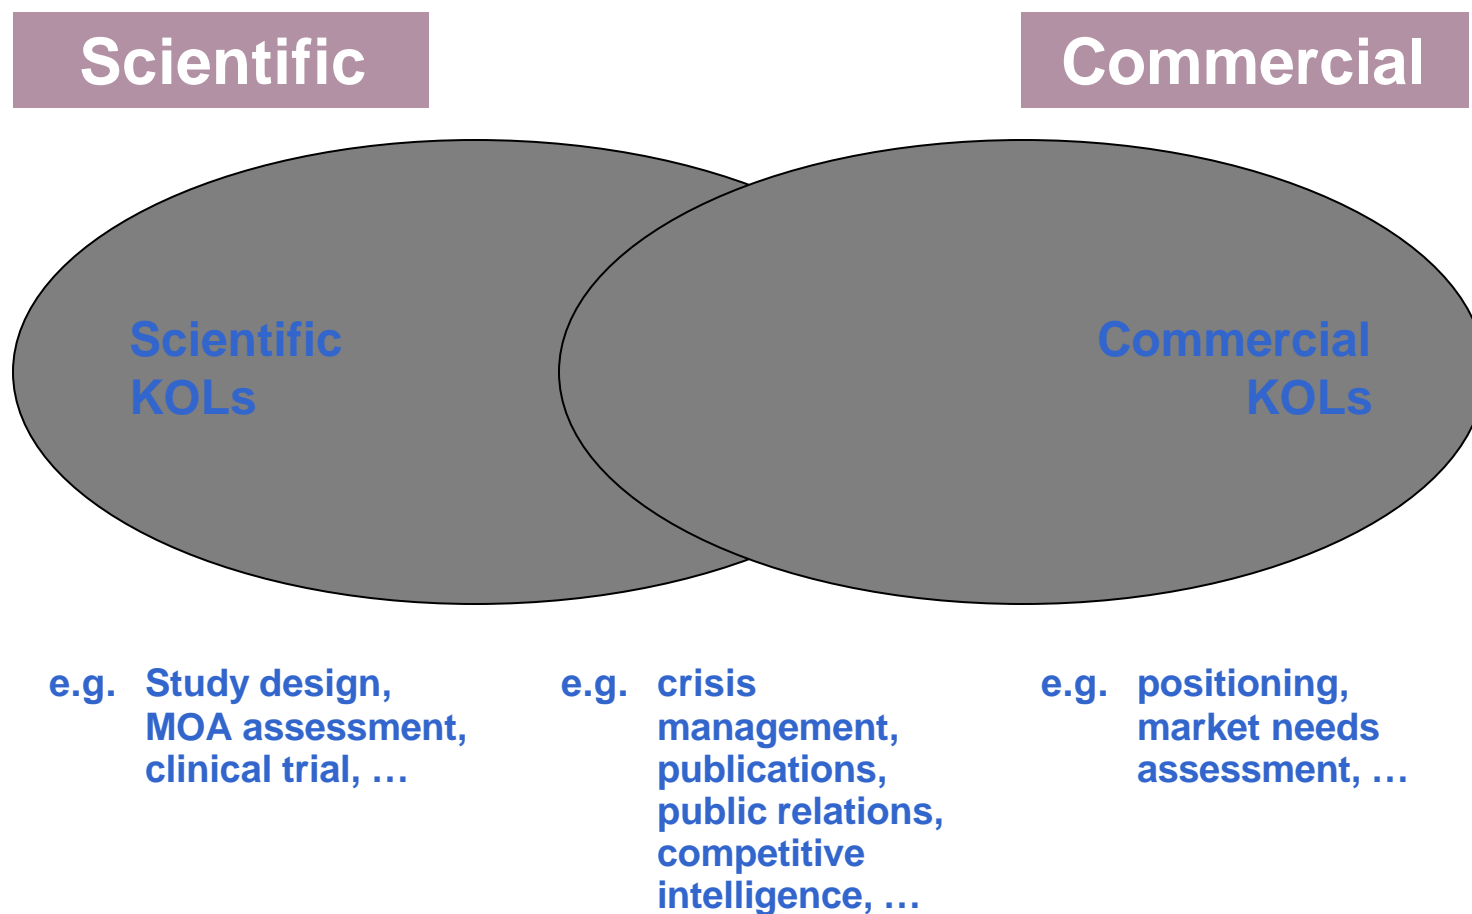 Scientific
Commercial
Scientific
KOLs
Commercial
KOLs
e.g. Study design,
MOA assessment,
clinical trial, …
e.g. crisis
management,
publications,
public relations,
competitive
intelligence, …
e.g. positioning,
market needs
assessment, …